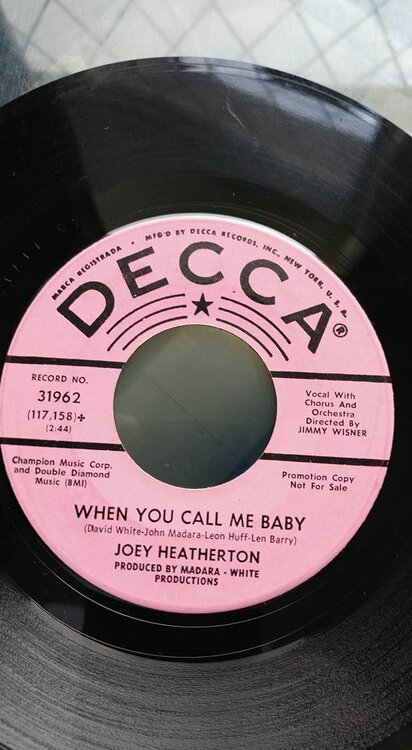 MARCA REGISTRADA • MFG'D BY DECCA RECORDS, INC., NEW YORK, U. S. A.
DECCA®
RECORD NO.
31962
(117,158)+
(2:44)
Vocal With
Chorus And
Orchestra
Directed By
JIMMY WISNER
Champion Music Corp.
and Double Diamond
Music (BMI)
Promotion Copy
Not For Sale
WHEN YOU CALL ME BABY
(David White-John Madara-Leon Huff-Len Barry)
JOEY HEATHERTON
PRODUCED BY MADARA - WHITE
PRODUCTIONS